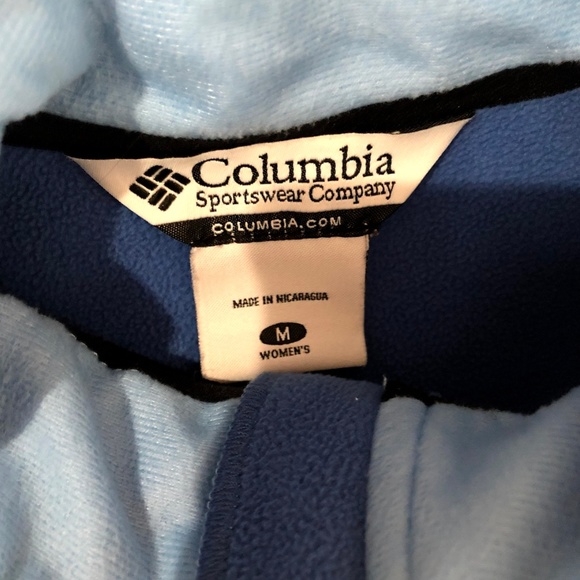 Columbia
Sportswear Company
COLUMBIA.COM
MADE IN NICARAGUA
M
WOMEN'S